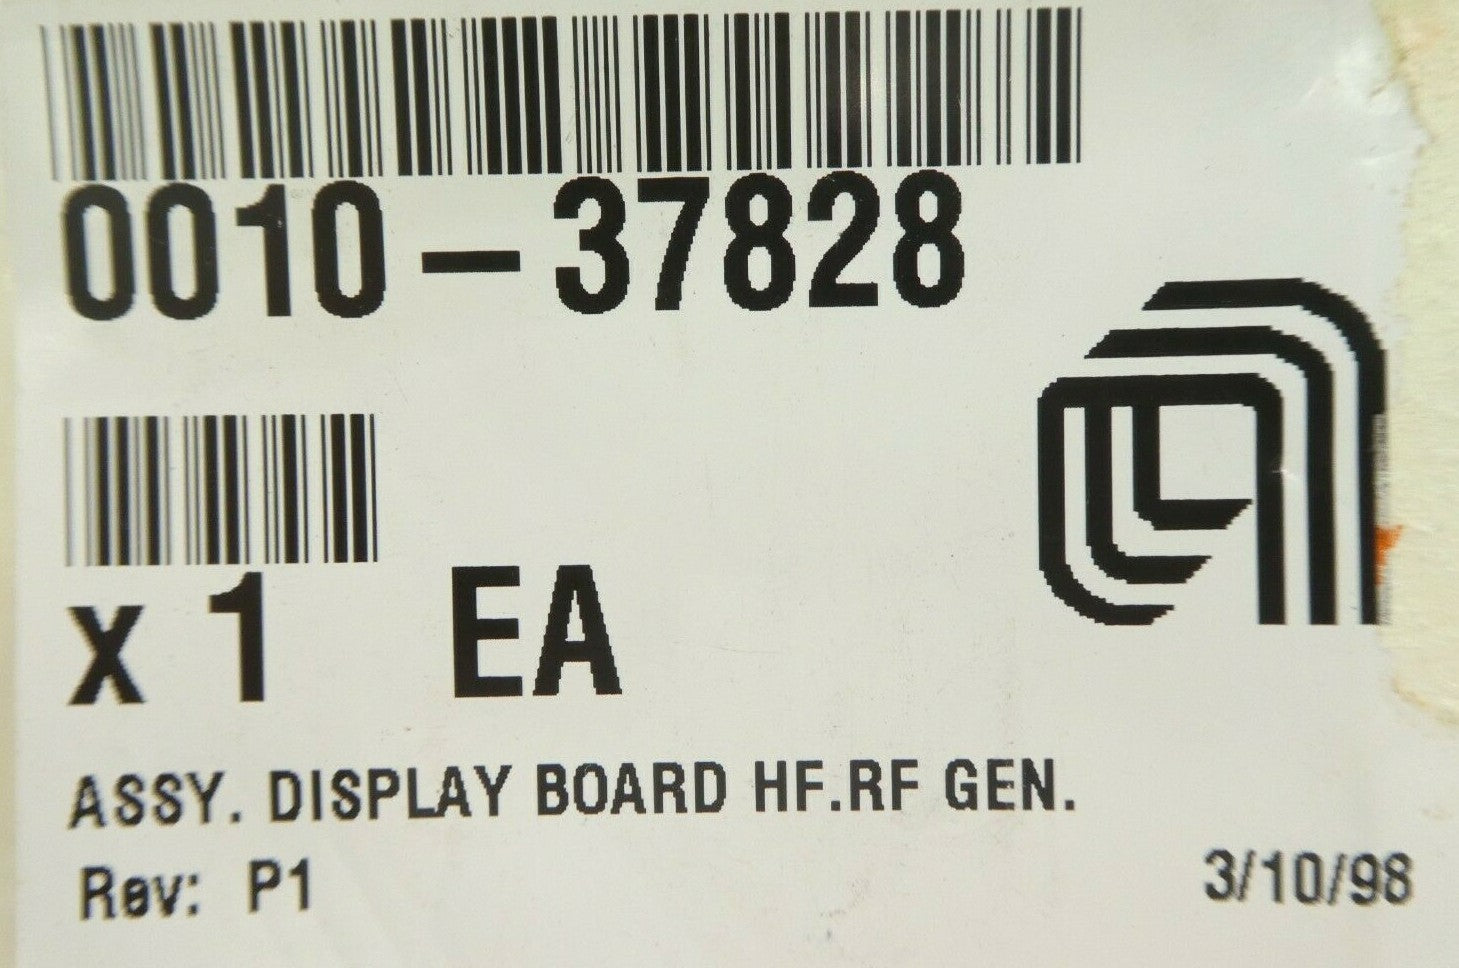 0010-37828
x 1 EA
ASSY. DISPLAY BOARD HF.RF GEN.
Rev: P1
3/10/98